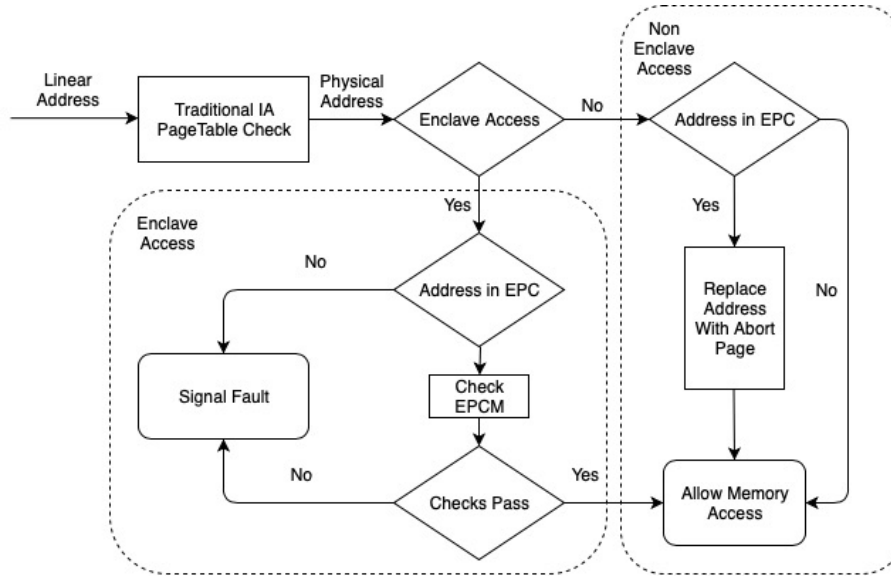 Linear
Address
Traditional IA
PageTable Check
Physical
Address
Enclave Access
No
Non
Enclave
Access
Address in EPC
Yes
No
Replace
Address
With Abort
Page
Yes
Enclave
Access
No
Address in EPC
Signal Fault
Check
EPCM
No
Checks Pass
Yes
Allow Memory
Access